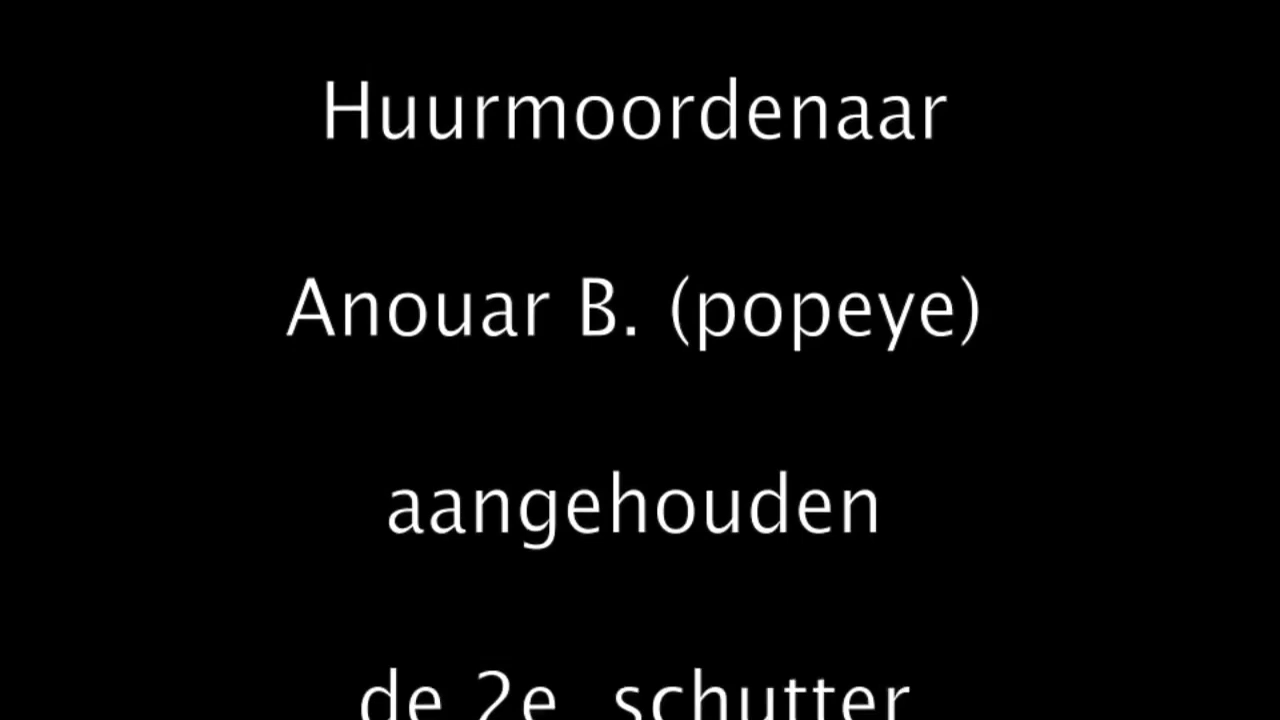 Huurmoordenaar
Anouar B. (popeye)
aangehouden
de 2e schutter